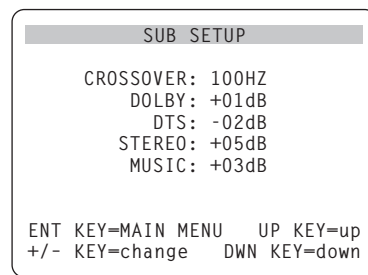 SUB SETUP
CROSSOVER: 100HZ
DOLBY: +01dB
DTS: -02dB
STEREO: +05dB
MUSIC: +03dB
ENT KEY=MAIN MENU UP KEY=up
+/- KEY=change DWN KEY=down